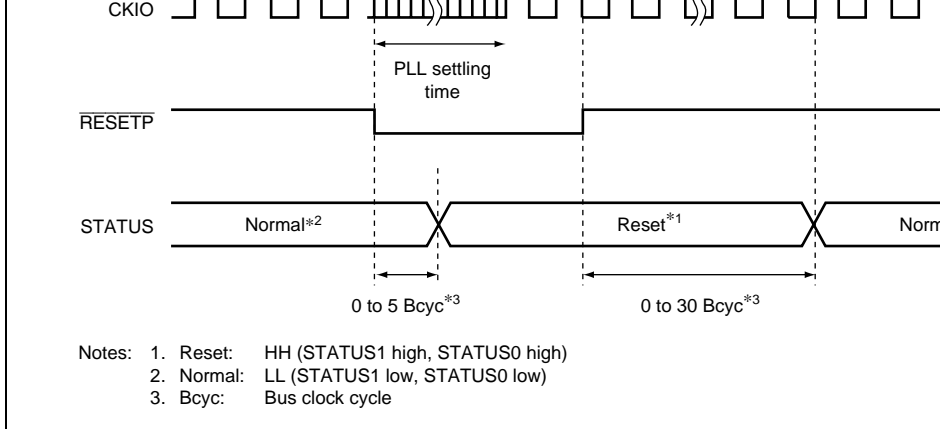 CKIO
PLL settling
time
RESETP
STATUS
Normal*2
Reset*1
Norm
0 to 5 Bcyc*3
0 to 30 Bcyc*3
Notes: 1. Reset: HH (STATUS1 high, STATUS0 high)
2. Normal: LL (STATUS1 low, STATUS0 low)
3. Bcyc: Bus clock cycle